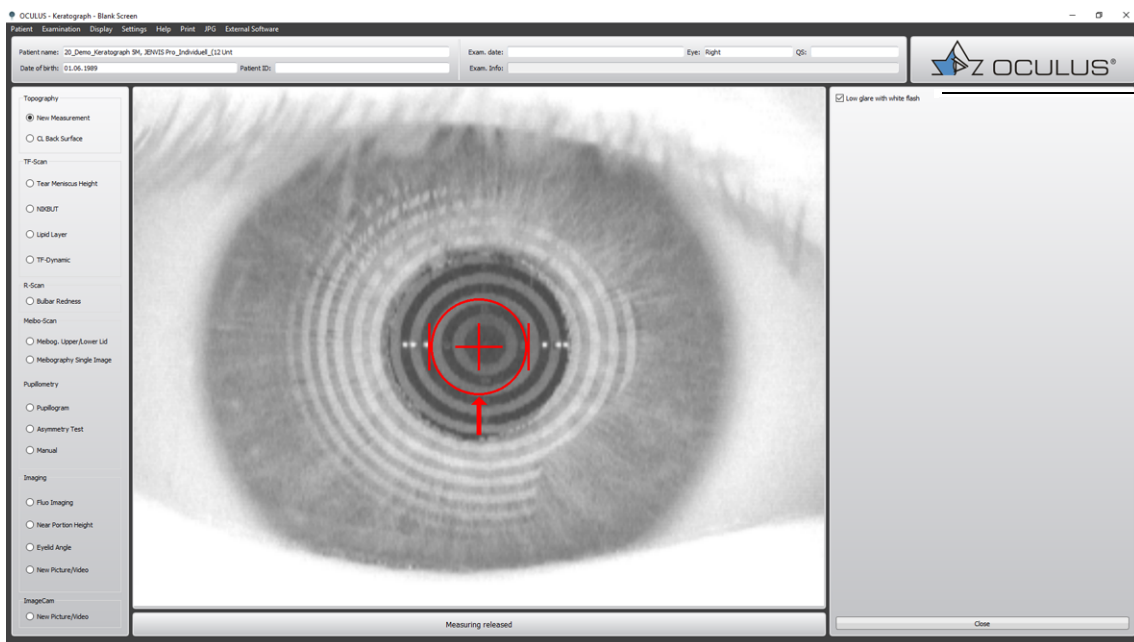 OCULUS - Keratograph - Blank Screen
Patient Examination Display Settings Help Print JPG External Software
Patient name: 20_Demo_Keratograph 5M, JENVIS Pro_Individuell_(12 Unt
Exam. date: Eye: Right QS:
Date of birth: 01.06.1989 Patient ID:
Exam. Info:
OCULUS®
Topography
New Measurement
CL Back Surface
TF-Scan
Tear Meniscus Height
NIKBUT
Lipid Layer
TF-Dynamic
R-Scan
Bulbar Redness
Meibo-Scan
Meibog. Upper/Lower Lid
Meibography Single Image
Pupillometry
Pupillogram
Asymmetry Test
Manual
Imaging
Fluo Imaging
Near Portion Height
Eyelid Angle
New Picture/Video
ImageCam
New Picture/Video
Low glare with white flash
Measuring released
Close